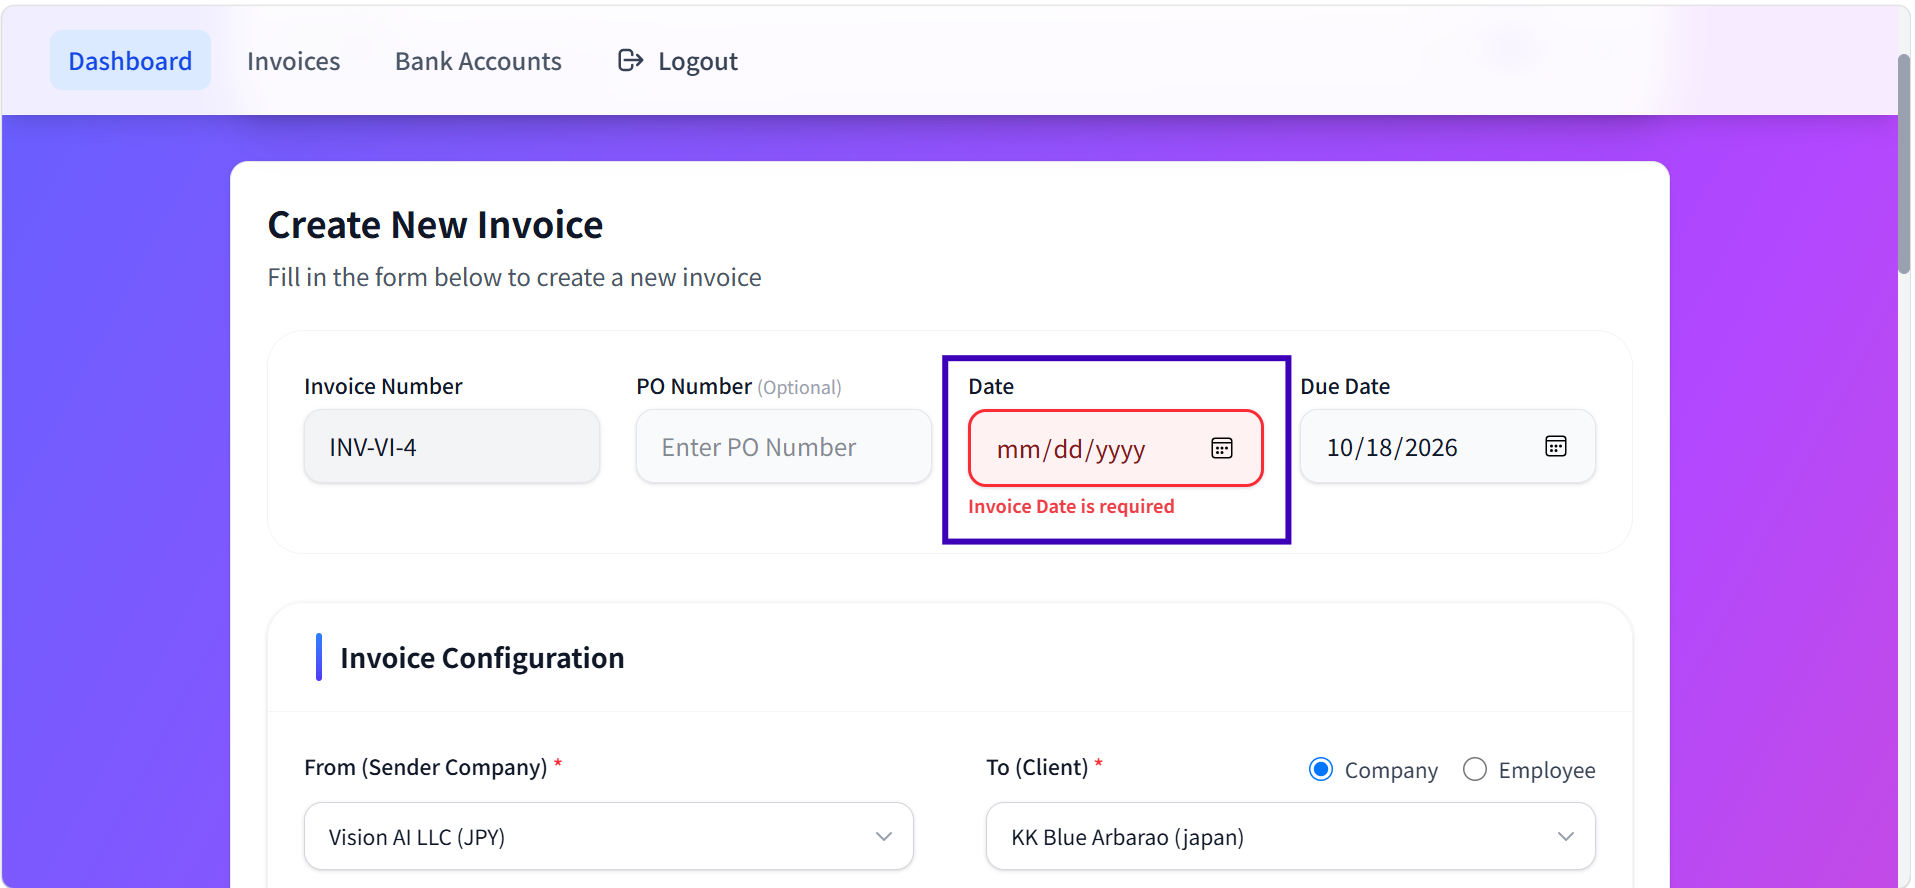 Dashboard Invoices Bank Accounts Logout
Create New Invoice
Fill in the form below to create a new invoice
Invoice Number PO Number (Optional) Date Due Date
INV-VI-4 Enter PO Number mm/dd/yyyy 10/18/2026
Invoice Date is required
Invoice Configuration
From (Sender Company) * To (Client) * Company Employee
Vision AI LLC (JPY) KK Blue Arbarao (japan)